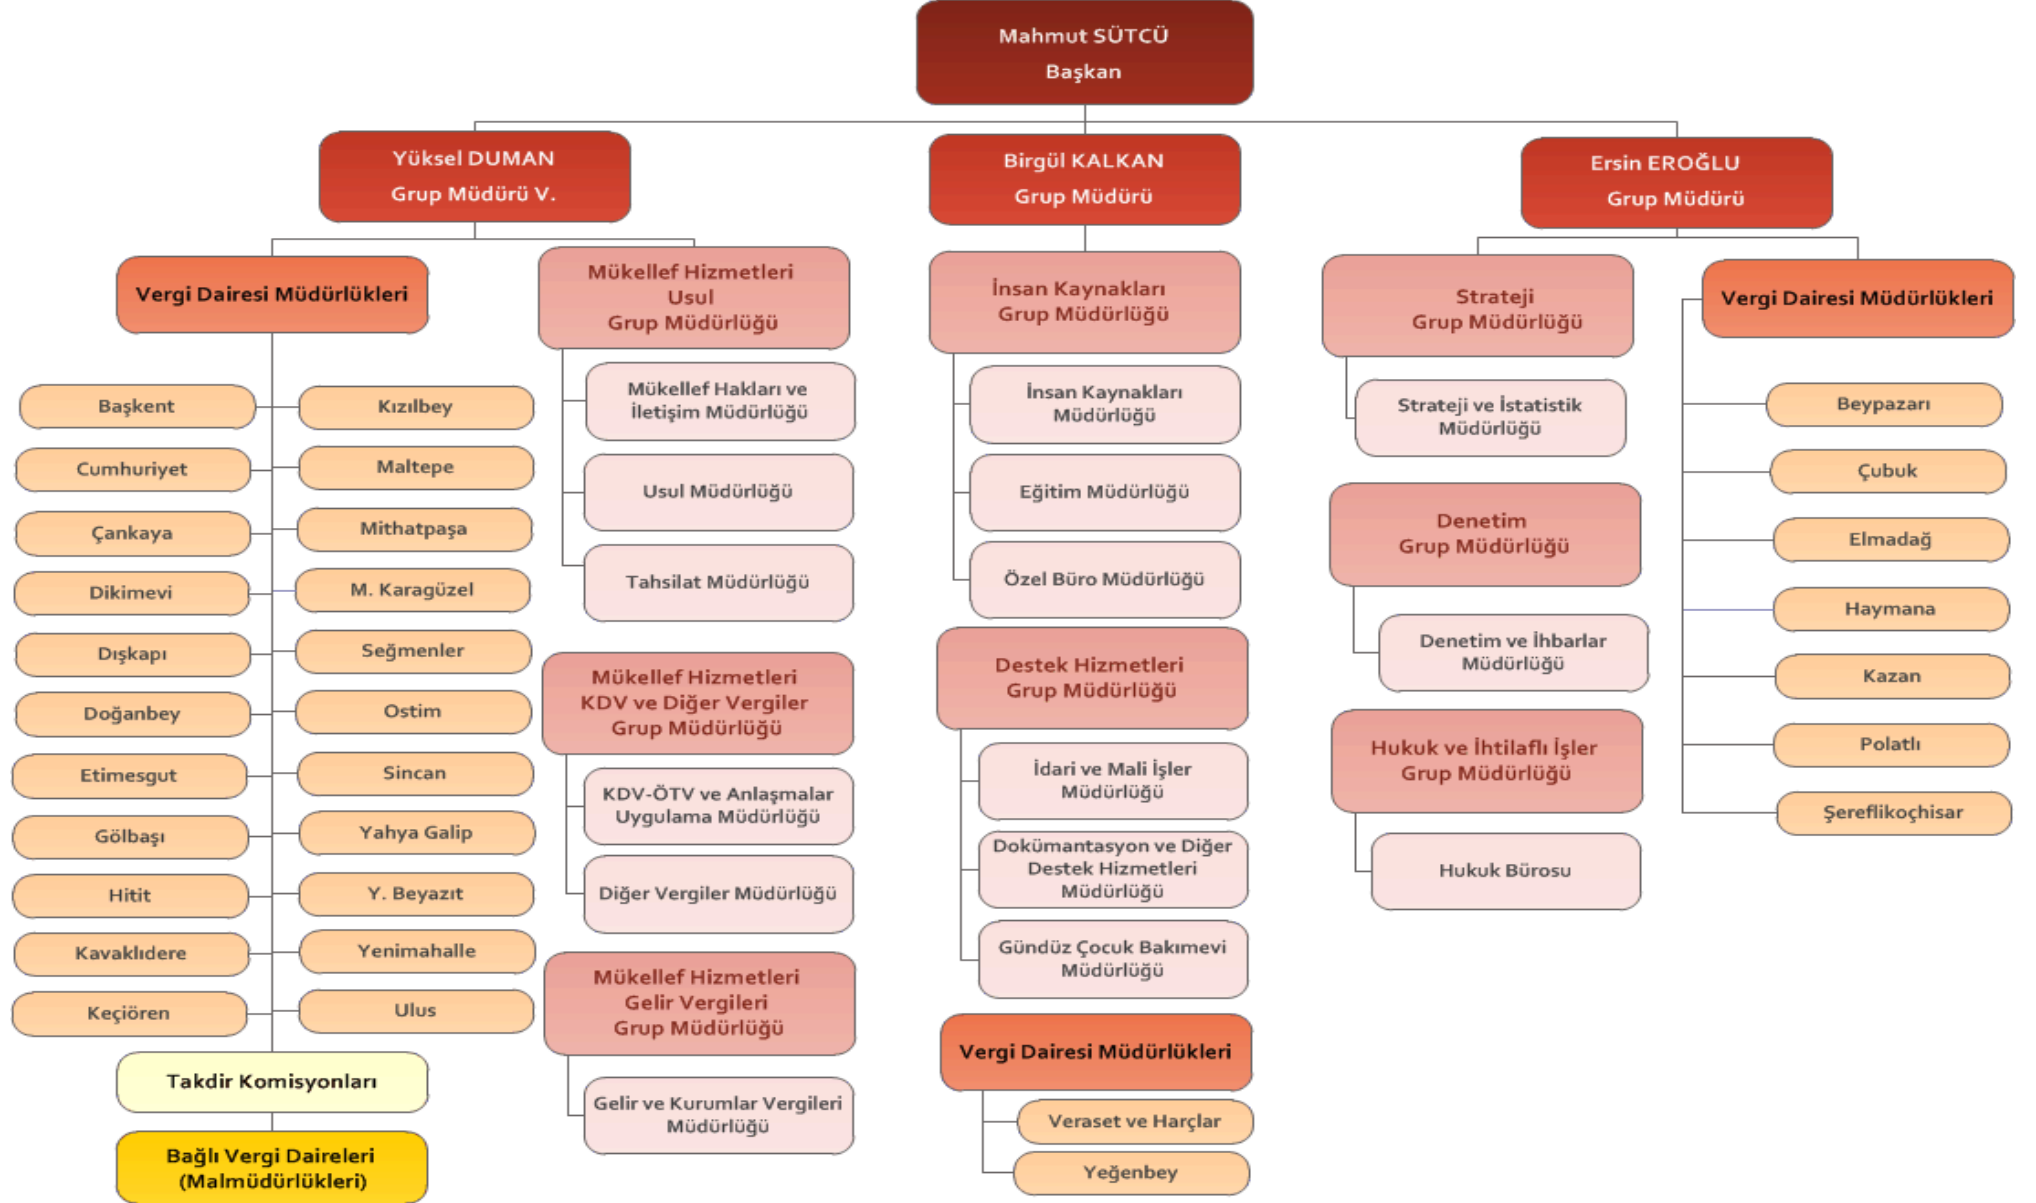 Mahmut SÜTCÜ
Başkan
Yüksel DUMAN
Grup Müdürü V.
Vergi Dairesi Müdürlükleri
Başkent
Cumhuriyet
Çankaya
Dikimevi
Dışkapı
Doğanbey
Etimesgut
Gölbaşı
Hitit
Kavaklıdere
Keçiören
Kızılbey
Maltepe
Mithatpaşa
M. Karagüzel
Seğmenler
Ostim
Sincan
Yahya Galip
Y. Beyazıt
Yenimahalle
Ulus
Takdir Komisyonları
Bağlı Vergi Daireleri
(Malmüdürlükleri)
Mükellef Hizmetleri
Usul
Grup Müdürlüğü
Mükellef Hakları ve
İletişim Müdürlüğü
Usul Müdürlüğü
Tahsilat Müdürlüğü
Mükellef Hizmetleri
KDV ve Diğer Vergiler
Grup Müdürlüğü
KDV-ÖTV ve Anlaşmalar
Uygulama Müdürlüğü
Diğer Vergiler Müdürlüğü
Mükellef Hizmetleri
Gelir Vergileri
Grup Müdürlüğü
Gelir ve Kurumlar Vergileri
Müdürlüğü
Birgül KALKAN
Grup Müdürü
İnsan Kaynakları
Grup Müdürlüğü
İnsan Kaynakları
Müdürlüğü
Eğitim Müdürlüğü
Özel Büro Müdürlüğü
Destek Hizmetleri
Grup Müdürlüğü
İdari ve Mali İşler
Müdürlüğü
Dokümantasyon ve Diğer
Destek Hizmetleri
Müdürlüğü
Gündüz Çocuk Bakımevi
Müdürlüğü
Vergi Dairesi Müdürlükleri
Veraset ve Harçlar
Yeğenbey
Ersin EROĞLU
Grup Müdürü
Strateji
Grup Müdürlüğü
Strateji ve İstatistik
Müdürlüğü
Denetim
Grup Müdürlüğü
Denetim ve İhbarlar
Müdürlüğü
Hukuk ve İhtilaflı İşler
Grup Müdürlüğü
Hukuk Bürosu
Vergi Dairesi Müdürlükleri
Beypazarı
Çubuk
Elmadağ
Haymana
Kazan
Polatlı
Şereflikoçhisar